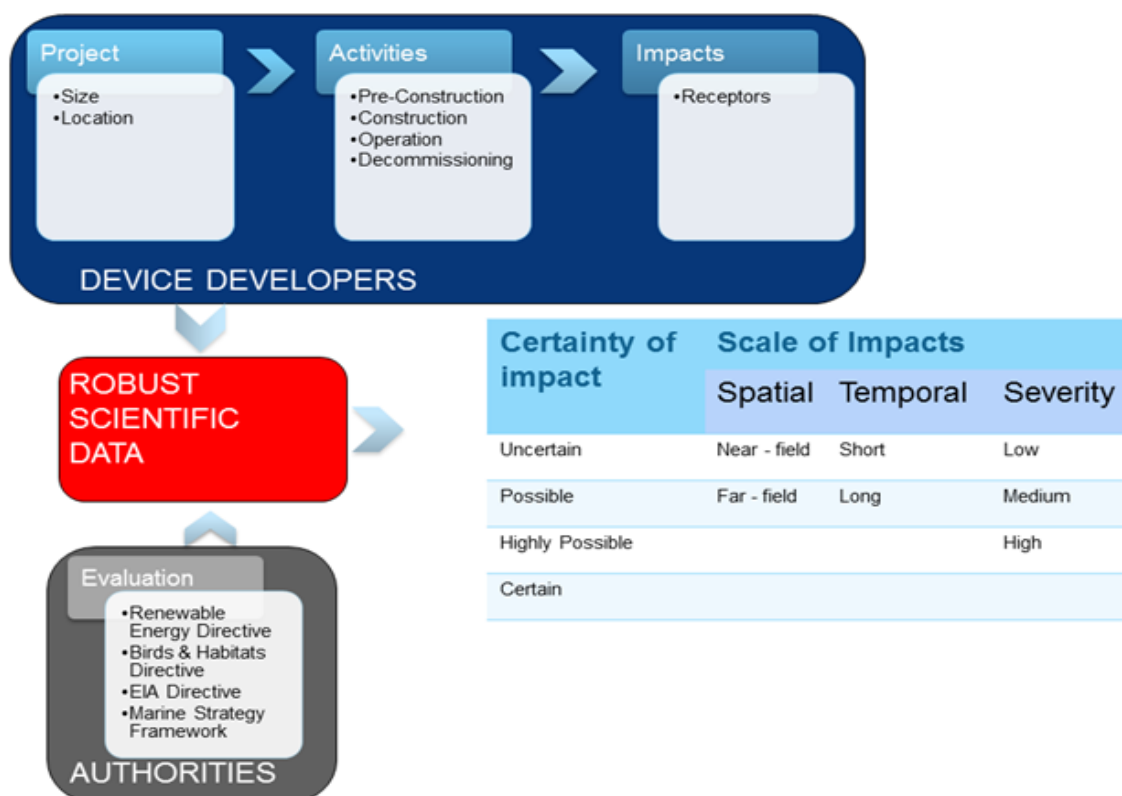 Project
•Size
•Location
Activities
•Pre-Construction
•Construction
•Operation
•Decommissioning
Impacts
•Receptors
DEVICE DEVELOPERS
ROBUST
SCIENTIFIC
DATA
Certainty of
impact
Scale of Impacts
Spatial Temporal Severity
Uncertain Near - field Short Low
Possible Far - field Long Medium
Highly Possible High
Certain
Evaluation
•Renewable
Energy Directive
•Birds & Habitats
Directive
•EIA Directive
•Marine Strategy
Framework
AUTHORITIES